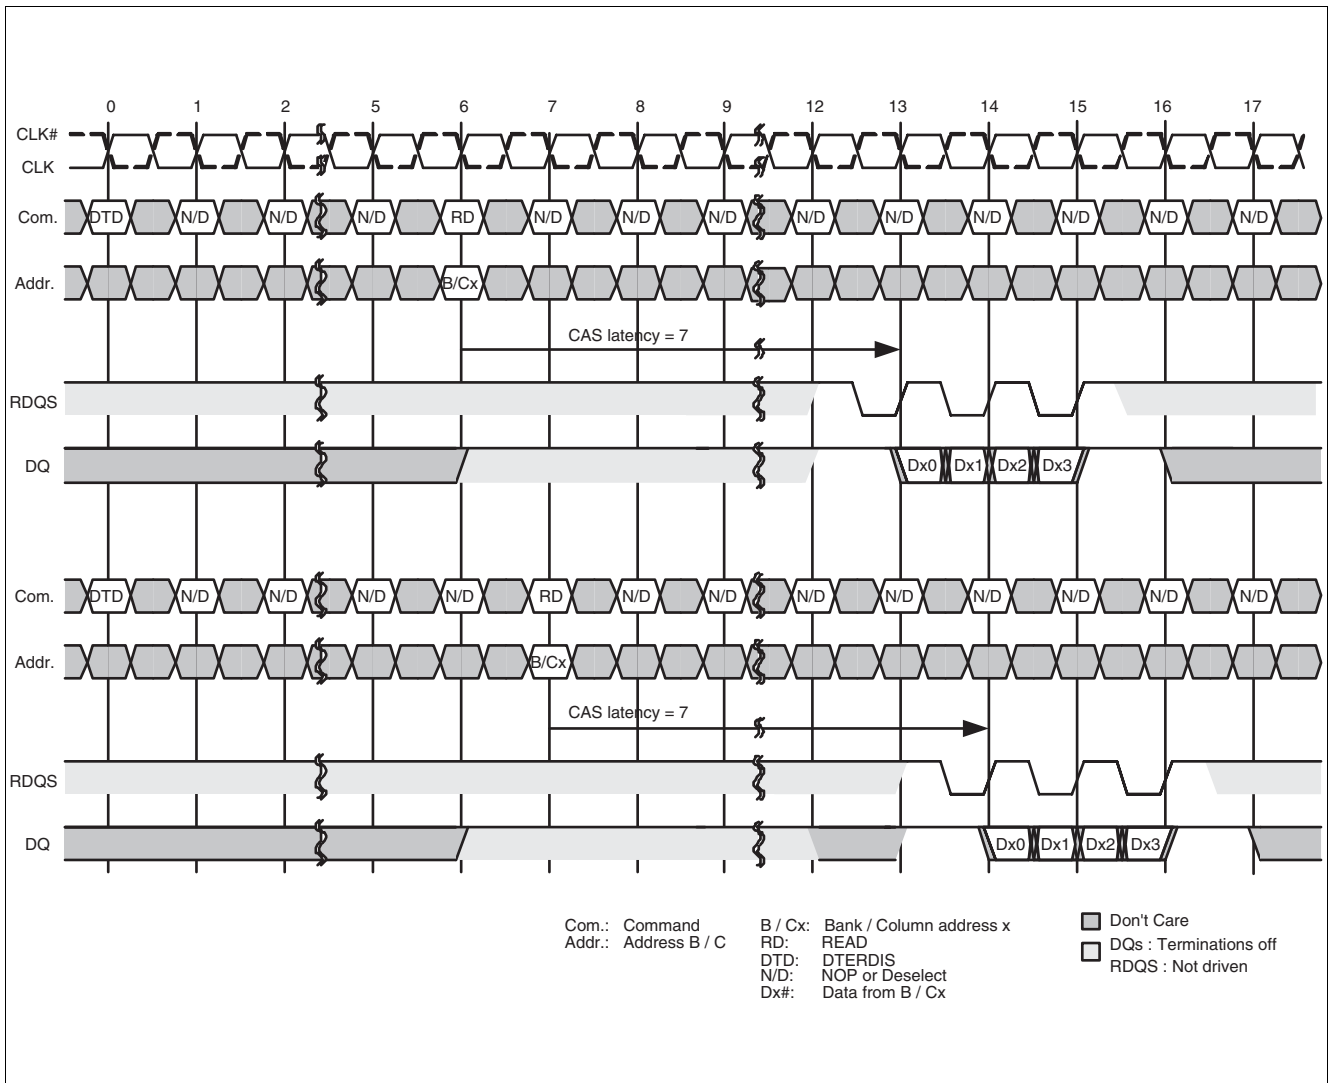 0 1 2 5 6 7 8 9 12 13 14 15 16 17
CLK#
CLK
Com. DTD N/D N/D N/D RD N/D N/D N/D N/D N/D N/D N/D N/D N/D
Addr. B/Cx
CAS latency = 7
RDQS
DQ Dx0 Dx1 Dx2 Dx3
Com. DTD N/D N/D N/D N/D RD N/D N/D N/D N/D N/D N/D N/D N/D
Addr. B/Cx
CAS latency = 7
RDQS
DQ Dx0 Dx1 Dx2 Dx3
Com.: Command
Addr.: Address B / C
B / Cx: Bank / Column address x
RD: READ
DTD: DTERDIS
N/D: NOP or Deselect
Dx#: Data from B / Cx
Don't Care
DQs : Terminations off
RDQS : Not driven